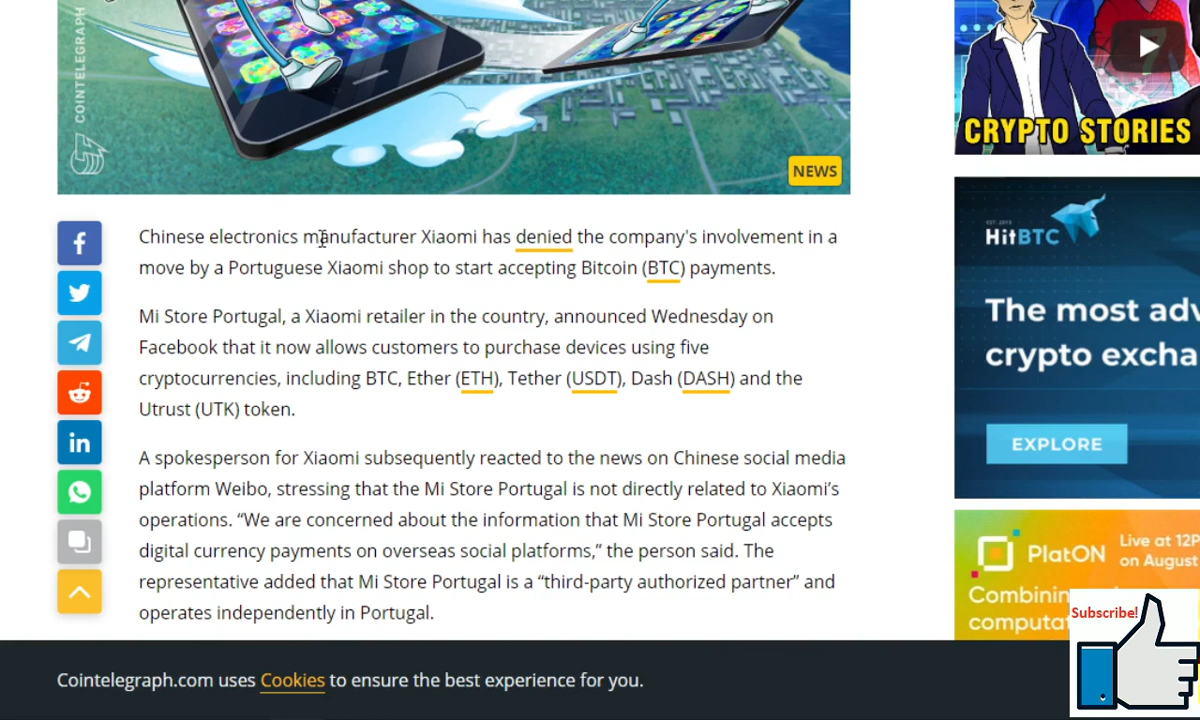 COINTELEGRAPH
NEWS
CRYPTO STORIES
Chinese electronics manufacturer Xiaomi has denied the company's involvement in a
move by a Portuguese Xiaomi shop to start accepting Bitcoin (BTC) payments.
Mi Store Portugal, a Xiaomi retailer in the country, announced Wednesday on
Facebook that it now allows customers to purchase devices using five
cryptocurrencies, including BTC, Ether (ETH), Tether (USDT), Dash (DASH) and the
Utrust (UTK) token.
A spokesperson for Xiaomi subsequently reacted to the news on Chinese social media
platform Weibo, stressing that the Mi Store Portugal is not directly related to Xiaomi’s
operations. “We are concerned about the information that Mi Store Portugal accepts
digital currency payments on overseas social platforms,” the person said. The
representative added that Mi Store Portugal is a “third-party authorized partner” and
operates independently in Portugal.
EST. 2013
HitBTC
The most adv
crypto excha
EXPLORE
PlatON
Live at 12P
on August
Combinin
computa
Subscribe!
Cointelegraph.com uses Cookies to ensure the best experience for you.